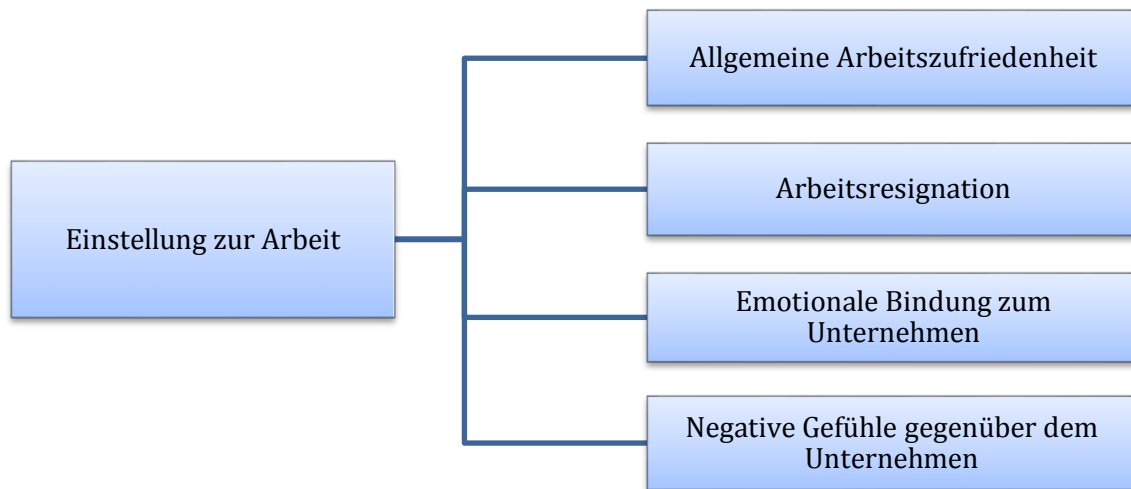 Allgemeine Arbeitszufriedenheit
Arbeitsresignation
Einstellung zur Arbeit
Emotionale Bindung zum
Unternehmen
Negative Gefühle gegenüber dem
Unternehmen